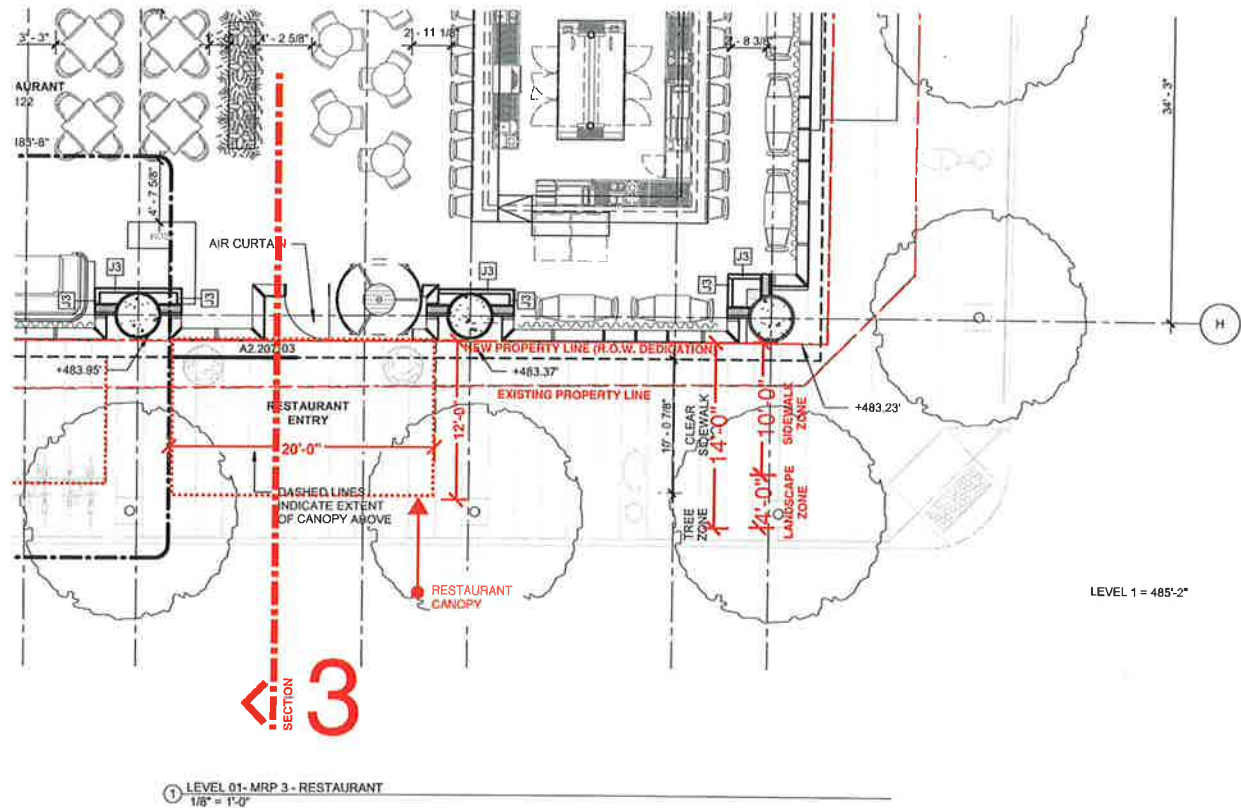 3' - 3"
4' - 2 5/8"
2' - 11 1/8"
- 8 3/8"
34' - 3"
AURANT
122
4' - 7 5/8"
AIR CURTAIN
J3
J3
J3
J3
J3
J3
H
A2.207/03
NEW PROPERTY LINE (R.O.W. DEDICATION)
+483.95'
+483.37'
EXISTING PROPERTY LINE
+483.23'
RESTAURANT
ENTRY
20'-0"
12'-0"
10' - 0 7/8"
CLEAR
SIDEWALK
14'-0"
10'-0"
SIDEWALK
ZONE
DASHED LINES
INDICATE EXTENT
OF CANOPY ABOVE
TREE
ZONE
4'-0"
LANDSCAPE
ZONE
RESTAURANT
CANOPY
LEVEL 1 = 485'-2"
SECTION
3
1 LEVEL 01- MRP 3 - RESTAURANT
1/8" = 1'-0"